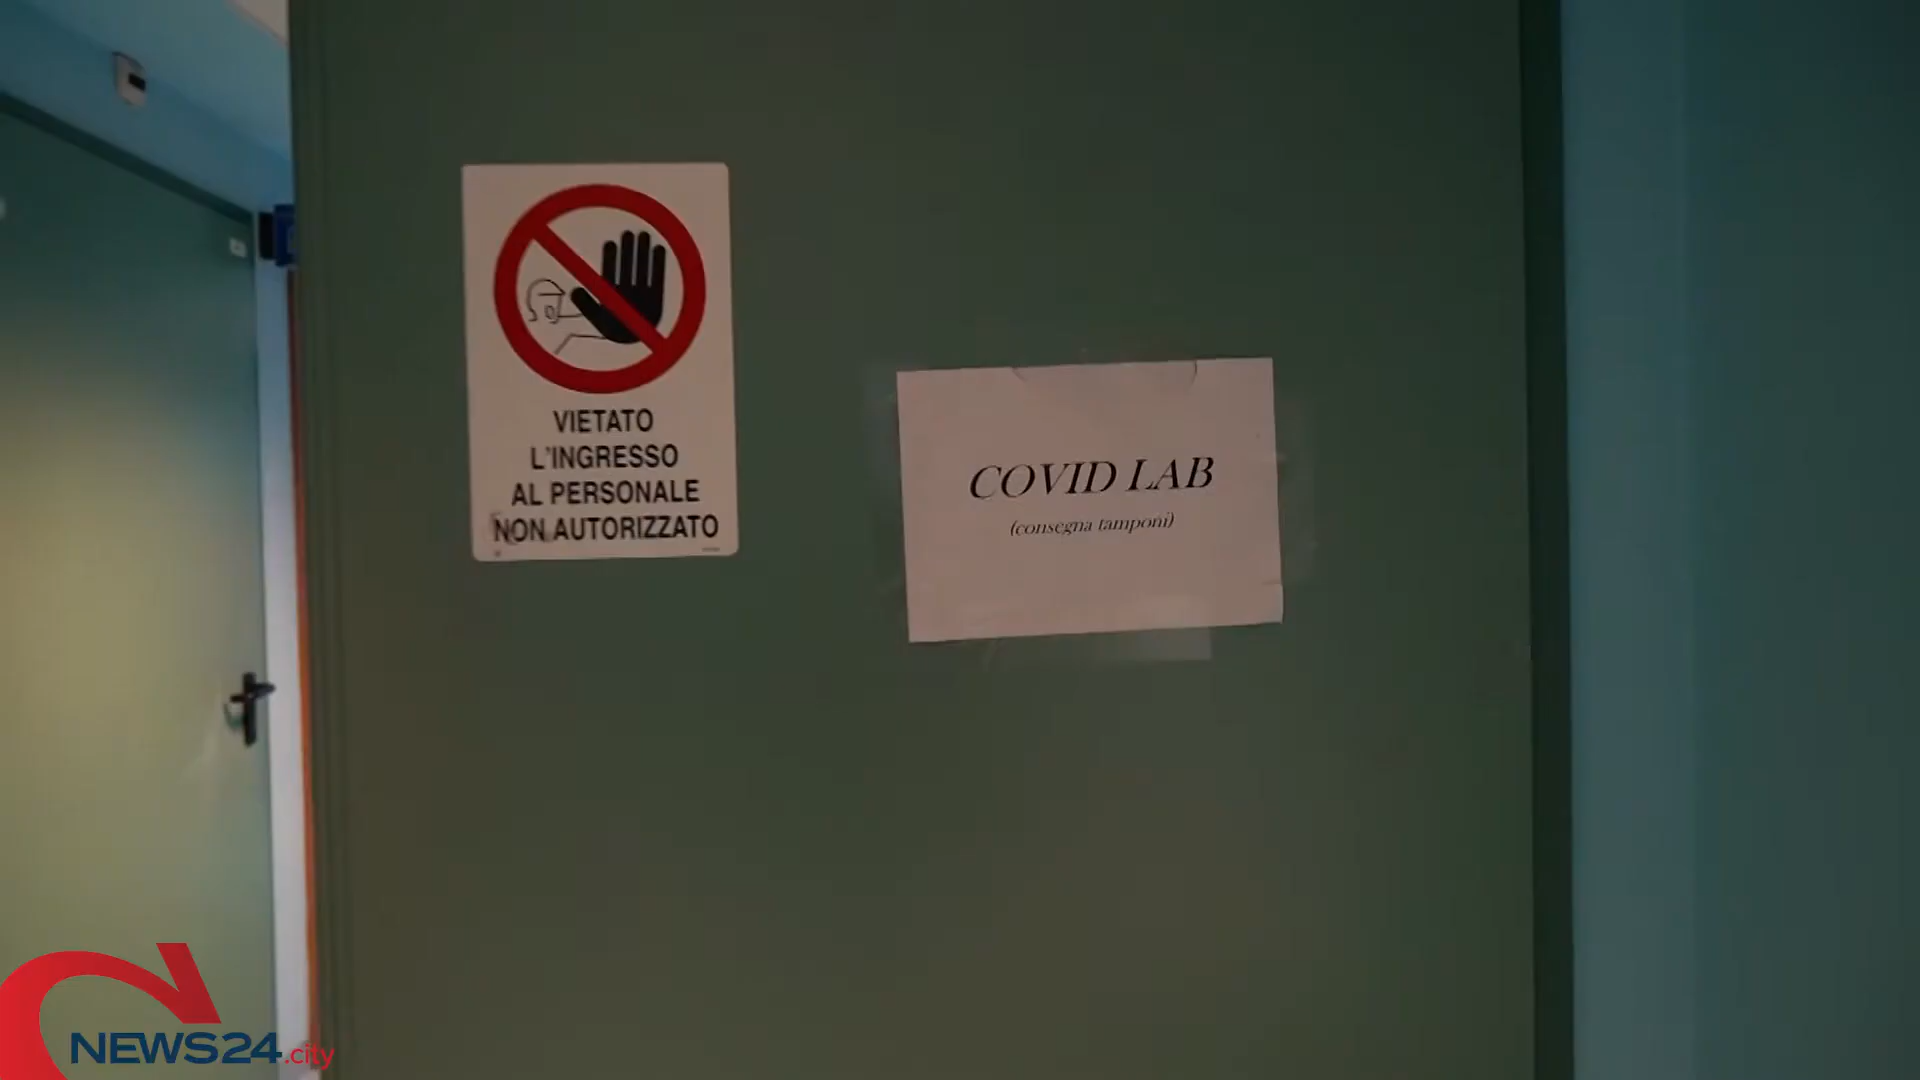 VIETATO
L'INGRESSO
AL PERSONALE
NON AUTORIZZATO
COVID LAB
(consegna tamponi)
NEWS24.city